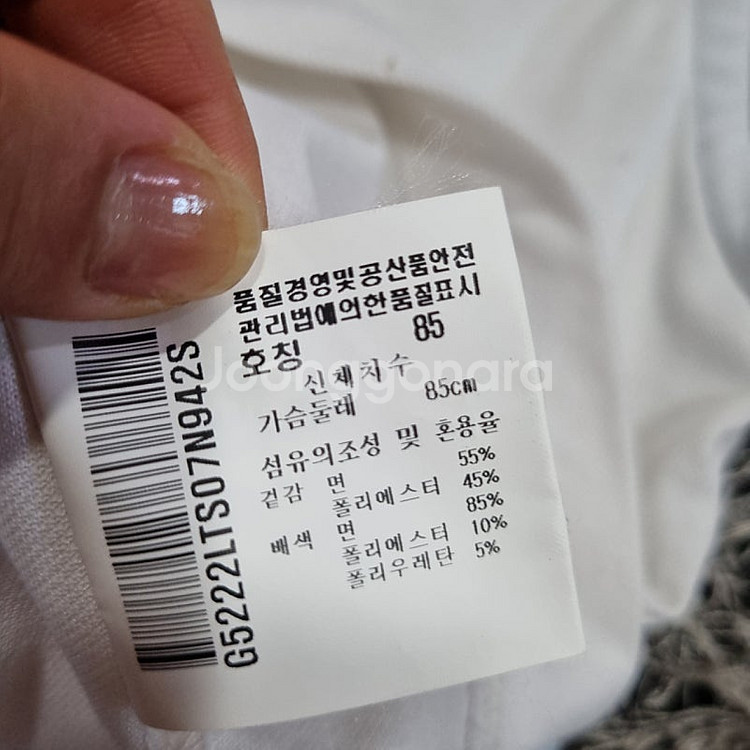 품질경영및공산품안전
관리법에의한품질표시
호칭 85
신체치수
가슴둘레 85cm
섬유의조성 및 혼용율
겉감 면 55%
폴리에스터 45%
배색 면 85%
폴리에스터 10%
폴리우레탄 5%
G5222LTS07N942S
Joonggonara